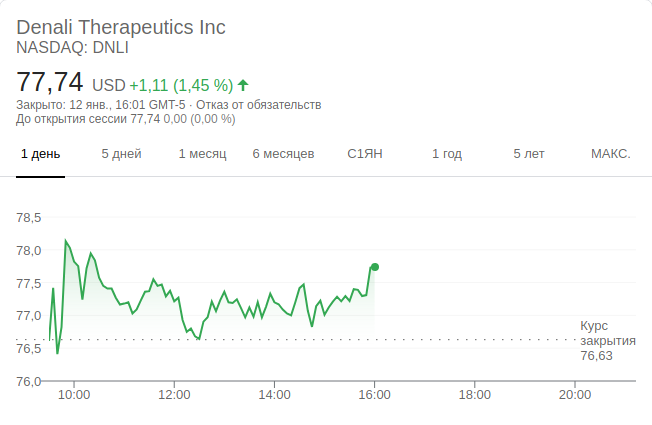 Denali Therapeutics Inc
NASDAQ: DNLI
77,74 USD +1,11 (1,45 %)
Закрыто: 12 янв., 16:01 GMT-5 · Отказ от обязательств
До открытия сессии 77,74 0,00 (0,00 %)
1 день 5 дней 1 месяц 6 месяцев С1ЯН 1 год 5 лет МАКС.
78,5
78,0
77,5
77,0
Курс
закрытия
76,63
76,5
76,0
10:00 12:00 14:00 16:00 18:00 20:00